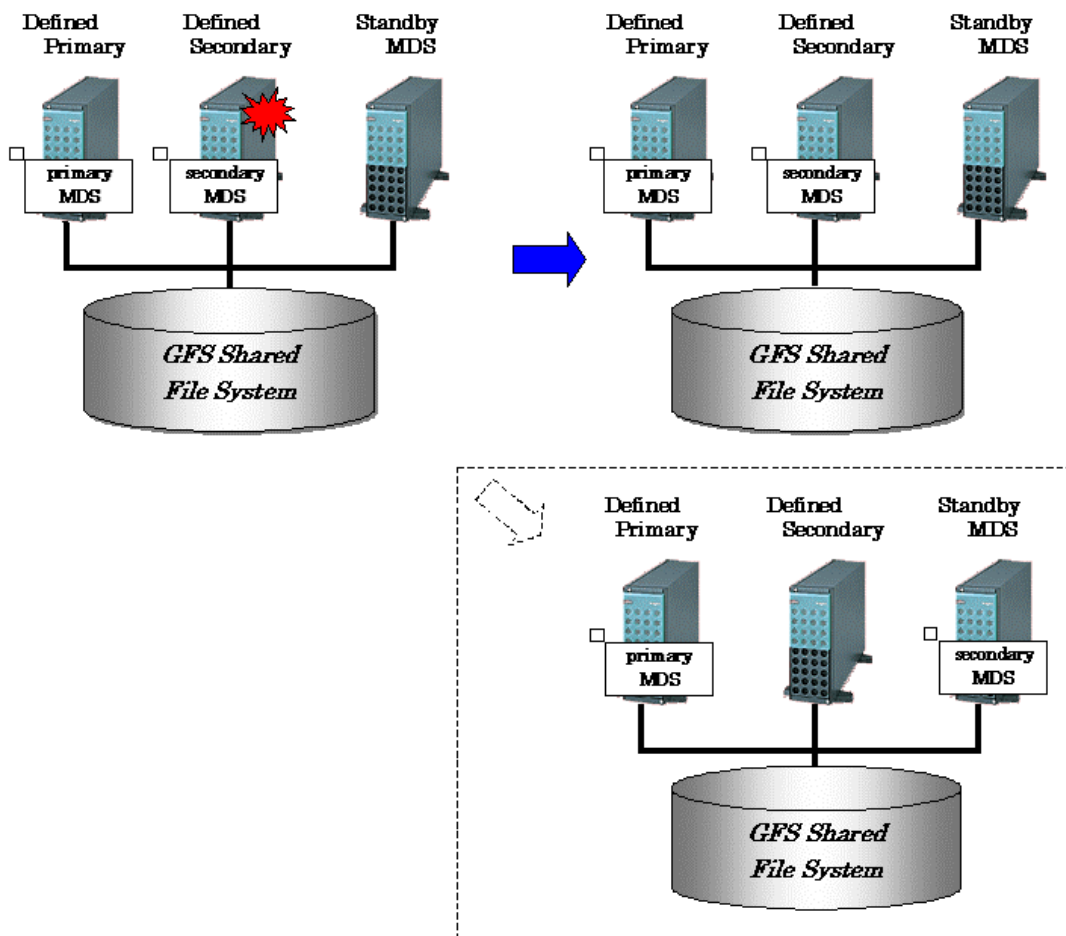 Defined
Primary
Defined
Secondary
Standby
MDS
primary
MDS
secondary
MDS
GFS Shared
File System
Defined
Primary
Defined
Secondary
Standby
MDS
primary
MDS
secondary
MDS
GFS Shared
File System
Defined
Primary
Defined
Secondary
Standby
MDS
primary
MDS
secondary
MDS
GFS Shared
File System